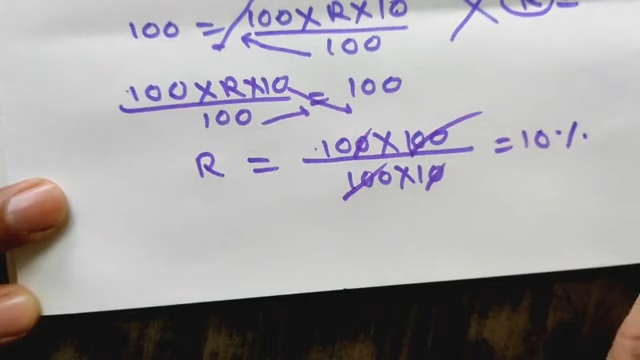 100 = 100×R×10 / 100
100×R×10 / 100 = 100
R = 100×100 / 100×10 = 10%